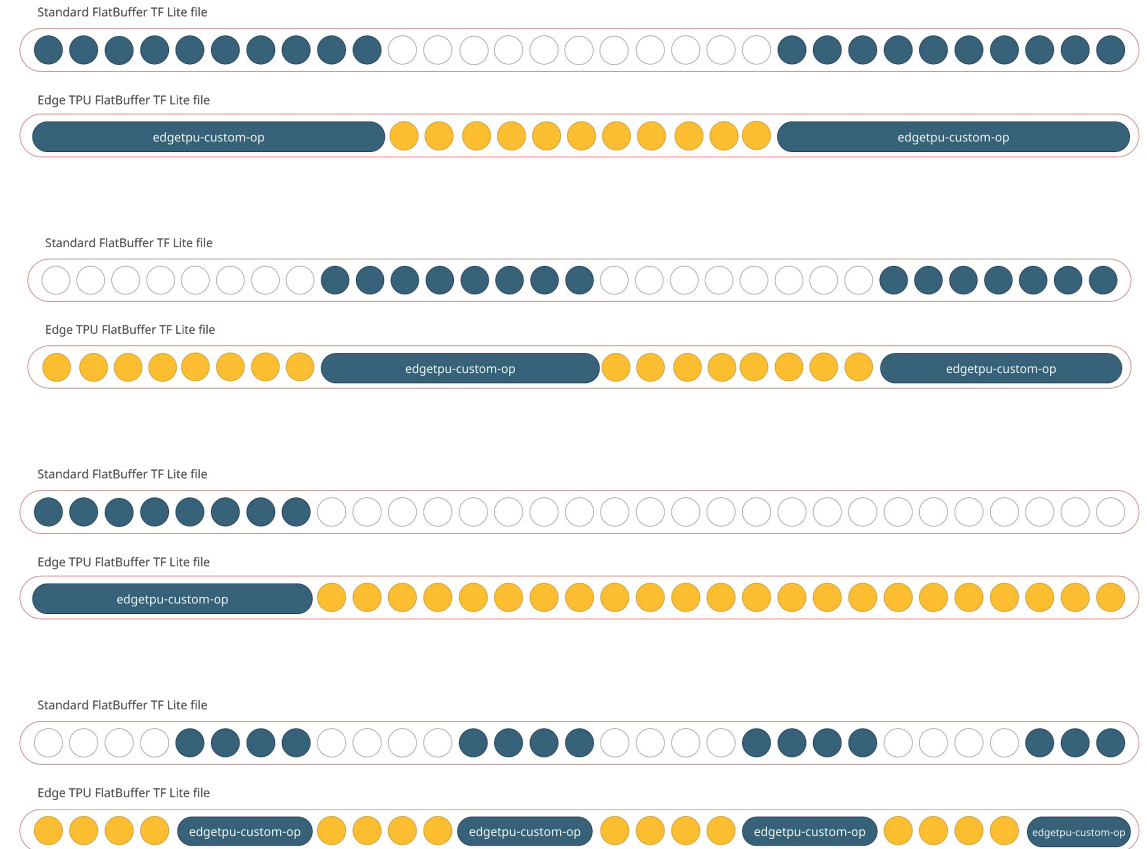 Standard FlatBuffer TF Lite file
Edge TPU FlatBuffer TF Lite file
edgetpu-custom-op edgetpu-custom-op
Standard FlatBuffer TF Lite file
Edge TPU FlatBuffer TF Lite file
edgetpu-custom-op edgetpu-custom-op
Standard FlatBuffer TF Lite file
Edge TPU FlatBuffer TF Lite file
edgetpu-custom-op
Standard FlatBuffer TF Lite file
Edge TPU FlatBuffer TF Lite file
edgetpu-custom-op edgetpu-custom-op edgetpu-custom-op edgetpu-custom-op